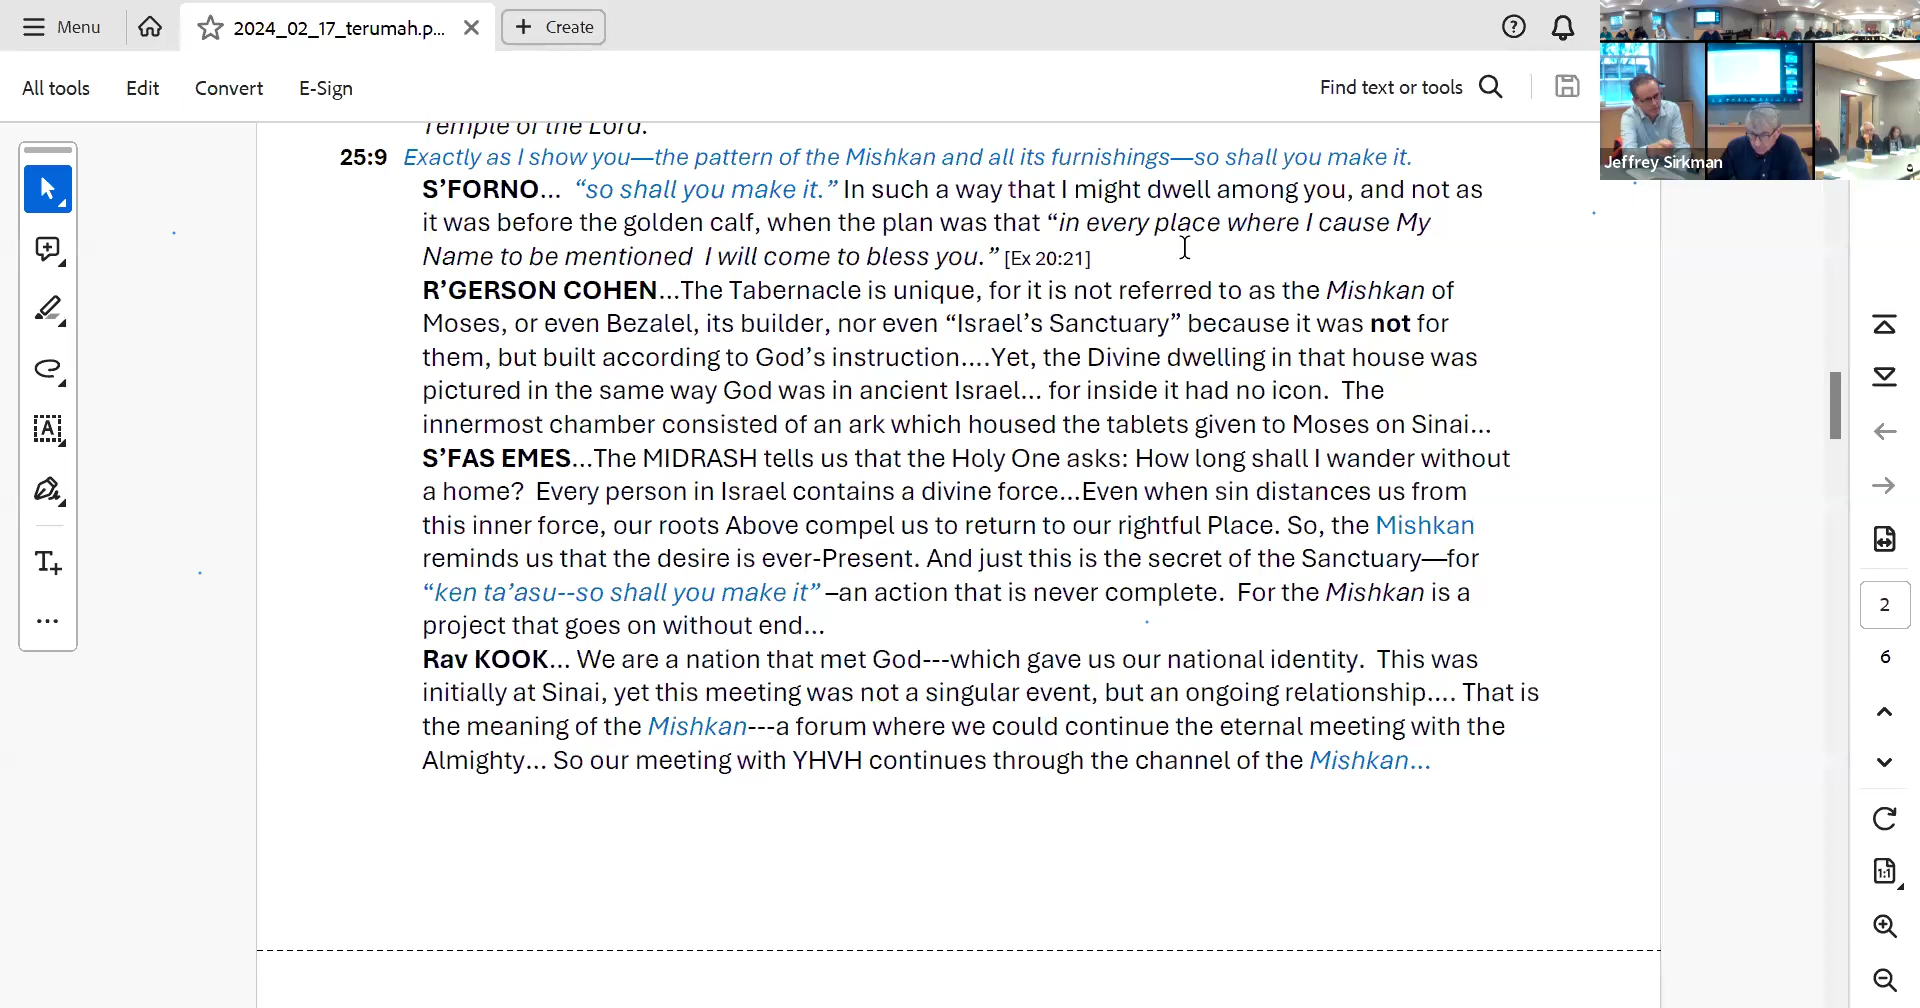 Menu
2024_02_17_terumah.p...
Create
All tools
Edit
Convert
E-Sign
Find text or tools
Jeffrey Sirkman
Temple of the Lord.
25:9 Exactly as I show you—the pattern of the Mishkan and all its furnishings—so shall you make it.
S’FORNO... “so shall you make it.” In such a way that I might dwell among you, and not as
it was before the golden calf, when the plan was that “in every place where I cause My
Name to be mentioned I will come to bless you.” [Ex 20:21]
R’GERSON COHEN...The Tabernacle is unique, for it is not referred to as the Mishkan of
Moses, or even Bezalel, its builder, nor even “Israel’s Sanctuary” because it was not for
them, but built according to God’s instruction....Yet, the Divine dwelling in that house was
pictured in the same way God was in ancient Israel... for inside it had no icon. The
innermost chamber consisted of an ark which housed the tablets given to Moses on Sinai...
S’FAS EMES...The MIDRASH tells us that the Holy One asks: How long shall I wander without
a home? Every person in Israel contains a divine force...Even when sin distances us from
this inner force, our roots Above compel us to return to our rightful Place. So, the Mishkan
reminds us that the desire is ever-Present. And just this is the secret of the Sanctuary—for
“ken ta’asu--so shall you make it” –an action that is never complete. For the Mishkan is a
project that goes on without end...
Rav KOOK... We are a nation that met God---which gave us our national identity. This was
initially at Sinai, yet this meeting was not a singular event, but an ongoing relationship.... That is
the meaning of the Mishkan---a forum where we could continue the eternal meeting with the
Almighty... So our meeting with YHVH continues through the channel of the Mishkan...
2
6